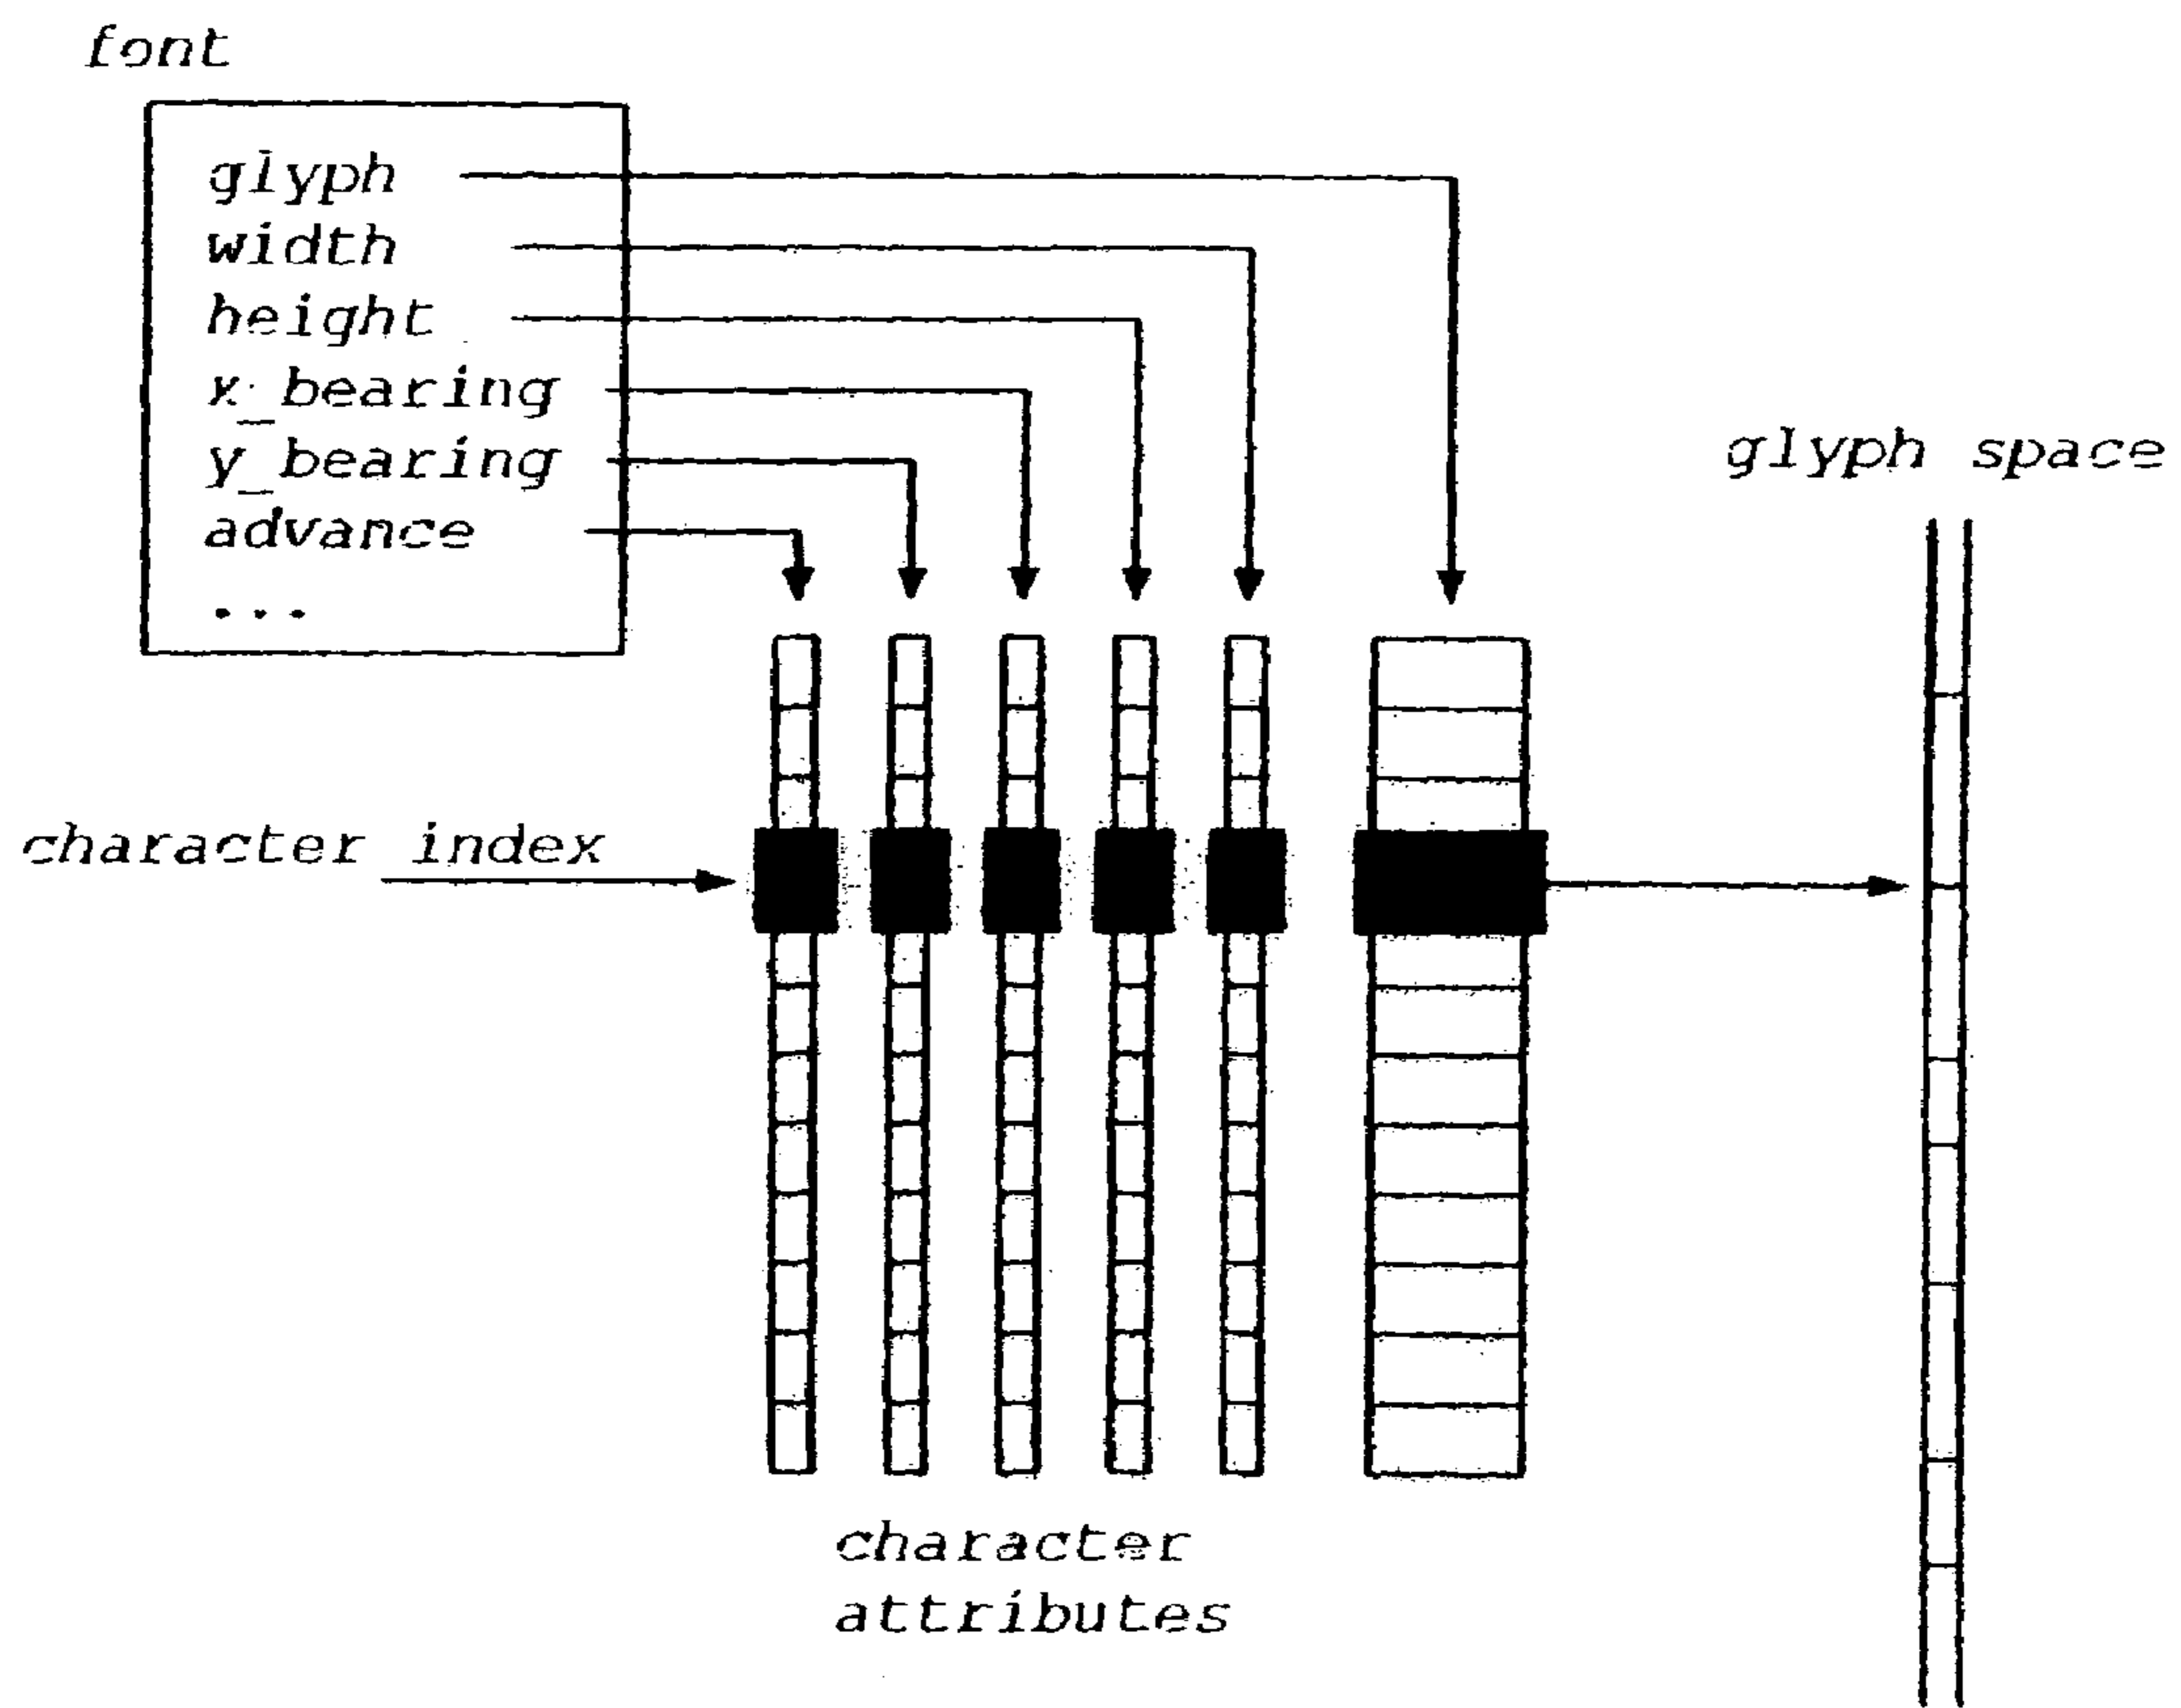 font
glyph
width
height
x_bearing
y_bearing
advance
...
glyph space
character index
character
attributes